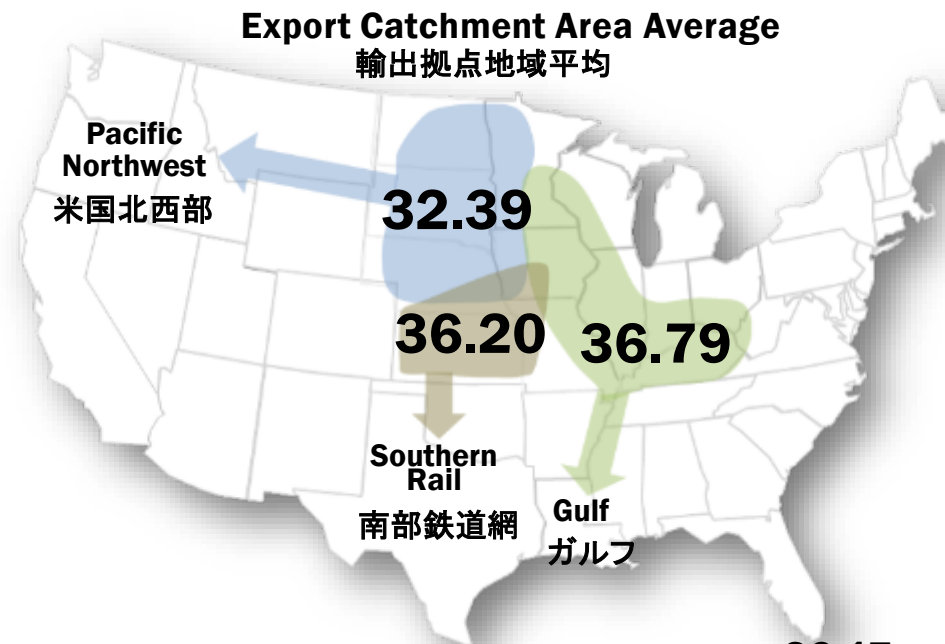 Export Catchment Area Average
輸出拠点地域平均
Pacific
Northwest
米国北西部
32.39
36.20
36.79
Southern
Rail
南部鉄道網
Gulf
ガルフ